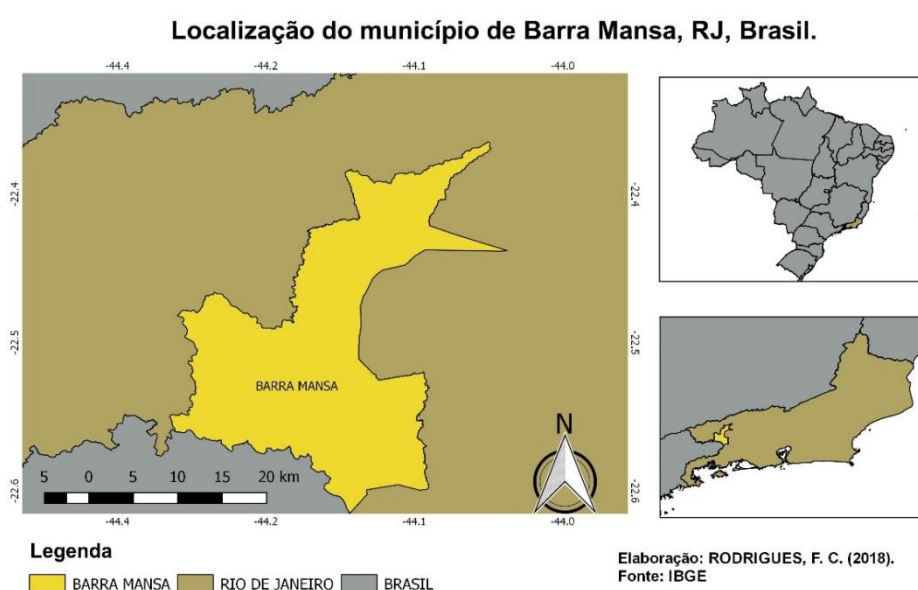 Localização do município de Barra Mansa, RJ, Brasil.
-44.4 -44.2 -44.1 -44.0
-22.4 -22.4
-22.5 -22.5
BARRA MANSA
N
5 0 5 10 15 20 km
-22.6 -22.6
-44.4 -44.2 -44.1 -44.0
Legenda
BARRA MANSA RIO DE JANEIRO BRASIL
Elaboração: RODRIGUES, F. C. (2018).
Fonte: IBGE